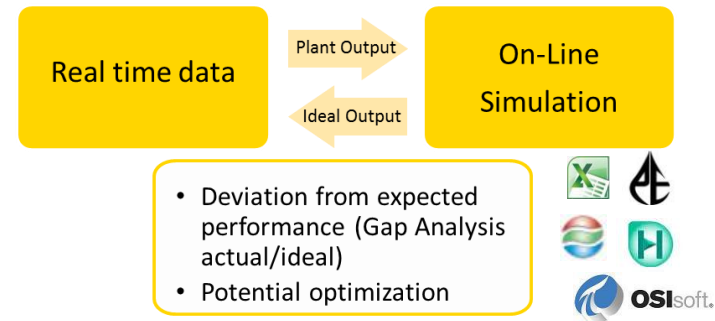 Real time data
Plant Output
Ideal Output
On-Line
Simulation
• Deviation from expected
performance (Gap Analysis
actual/ideal)
• Potential optimization
OSIsoft.